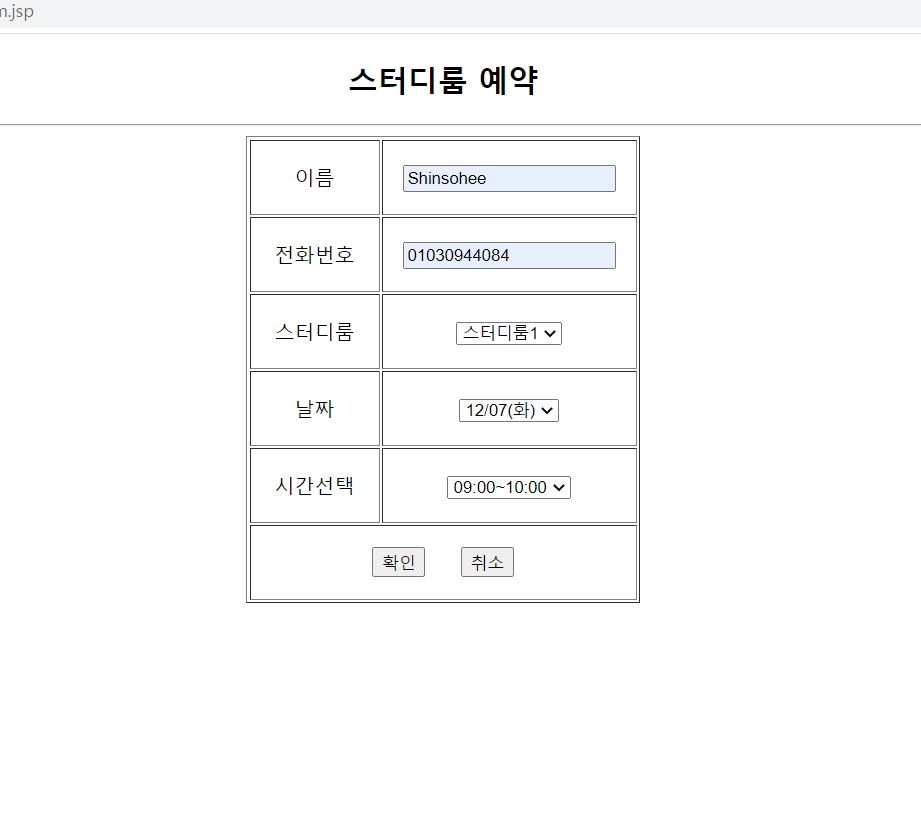 m.jsp
스터디룸 예약
이름 Shinsohee
전화번호 01030944084
스터디룸 스터디룸1
날짜 12/07(화)
시간선택 09:00~10:00
확인 취소